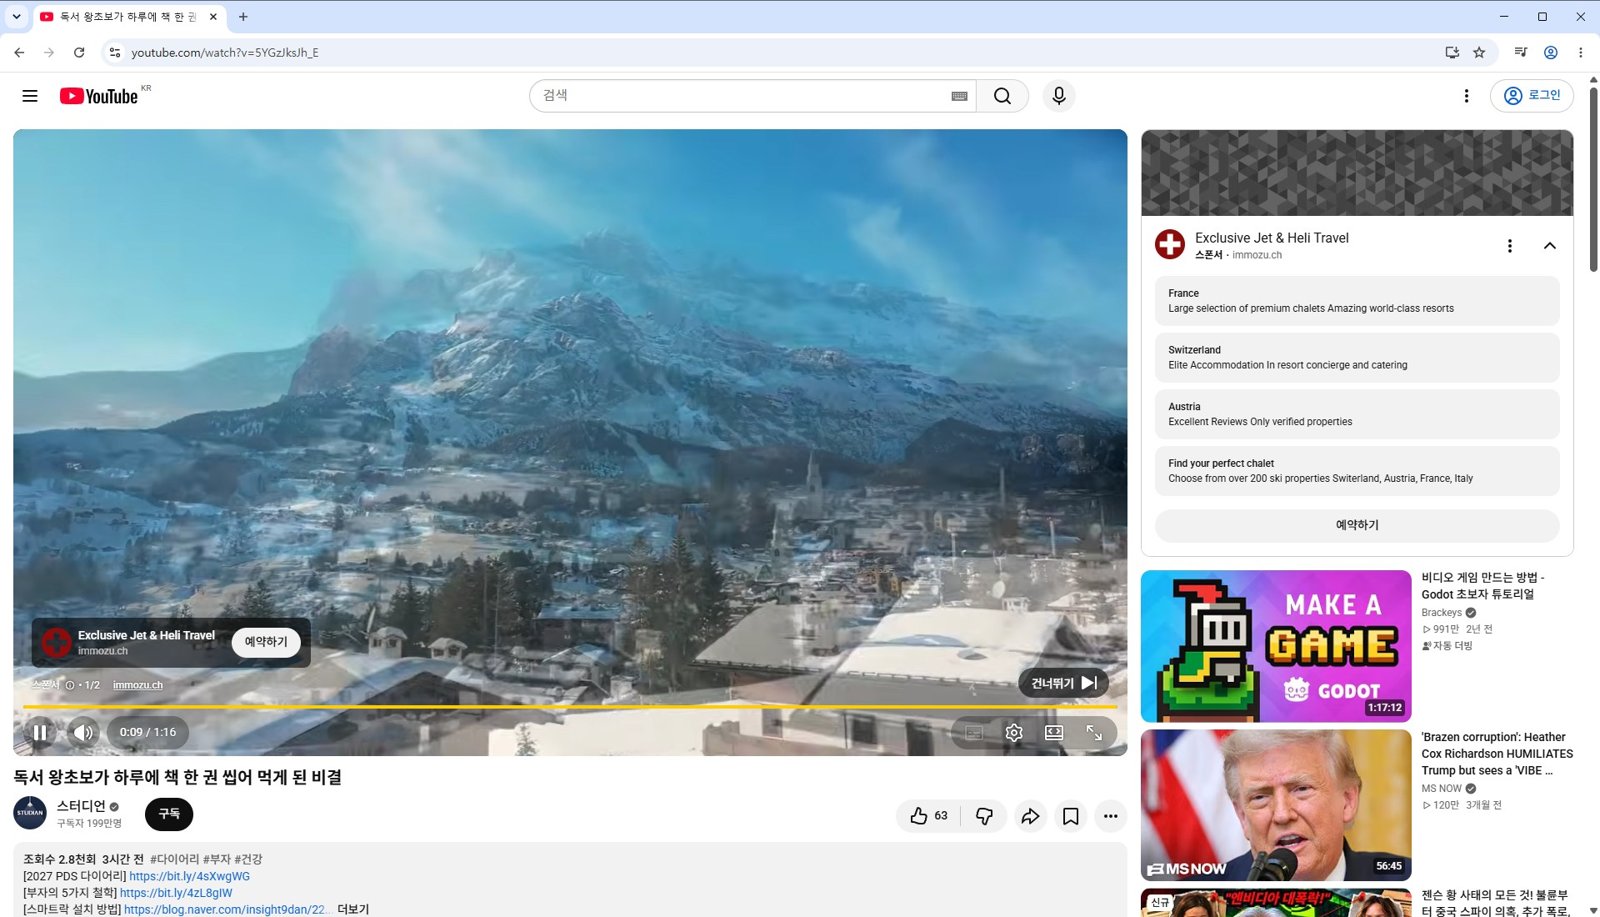 독서 왕초보가 하루에 책 한 권
youtube.com/watch?v=5YGzJksJh_E
YouTube KR
검색
로그인
Exclusive Jet & Heli Travel
스폰서 · immozu.ch
France
Large selection of premium chalets Amazing world-class resorts
Switzerland
Elite Accommodation In resort concierge and catering
Austria
Excellent Reviews Only verified properties
Find your perfect chalet
Choose from over 200 ski properties Switerland, Austria, France, Italy
예약하기
Exclusive Jet & Heli Travel
immozu.ch
예약하기
스폰서 · 1/2 immozu.ch
건너뛰기
0:09 / 1:16
독서 왕초보가 하루에 책 한 권 씹어 먹게 된 비결
STUDIAN
스터디언
구독자 199만명
구독
63
조회수 2.8천회 3시간 전 #다이어리 #부자 #건강
[2027 PDS 다이어리] https://bit.ly/4sXwgWG
[부자의 5가지 철학] https://bit.ly/4zL8gIW
[스마트락 설치 방법] https://blog.naver.com/insight9dan/22... 더보기
MAKE A
GAME
GODOT
1:17:12
비디오 게임 만드는 방법 -
Godot 초보자 튜토리얼
Brackeys
991만 2년 전
자동 더빙
MS NOW
56:45
'Brazen corruption': Heather
Cox Richardson HUMILIATES
Trump but sees a 'VIBE ...
MS NOW
120만 3개월 전
신규
"엔비디아 대폭락!"
젠슨 황 사태의 모든 것! 불륜부
터 중국 스파이 의혹, 추가 폭로,